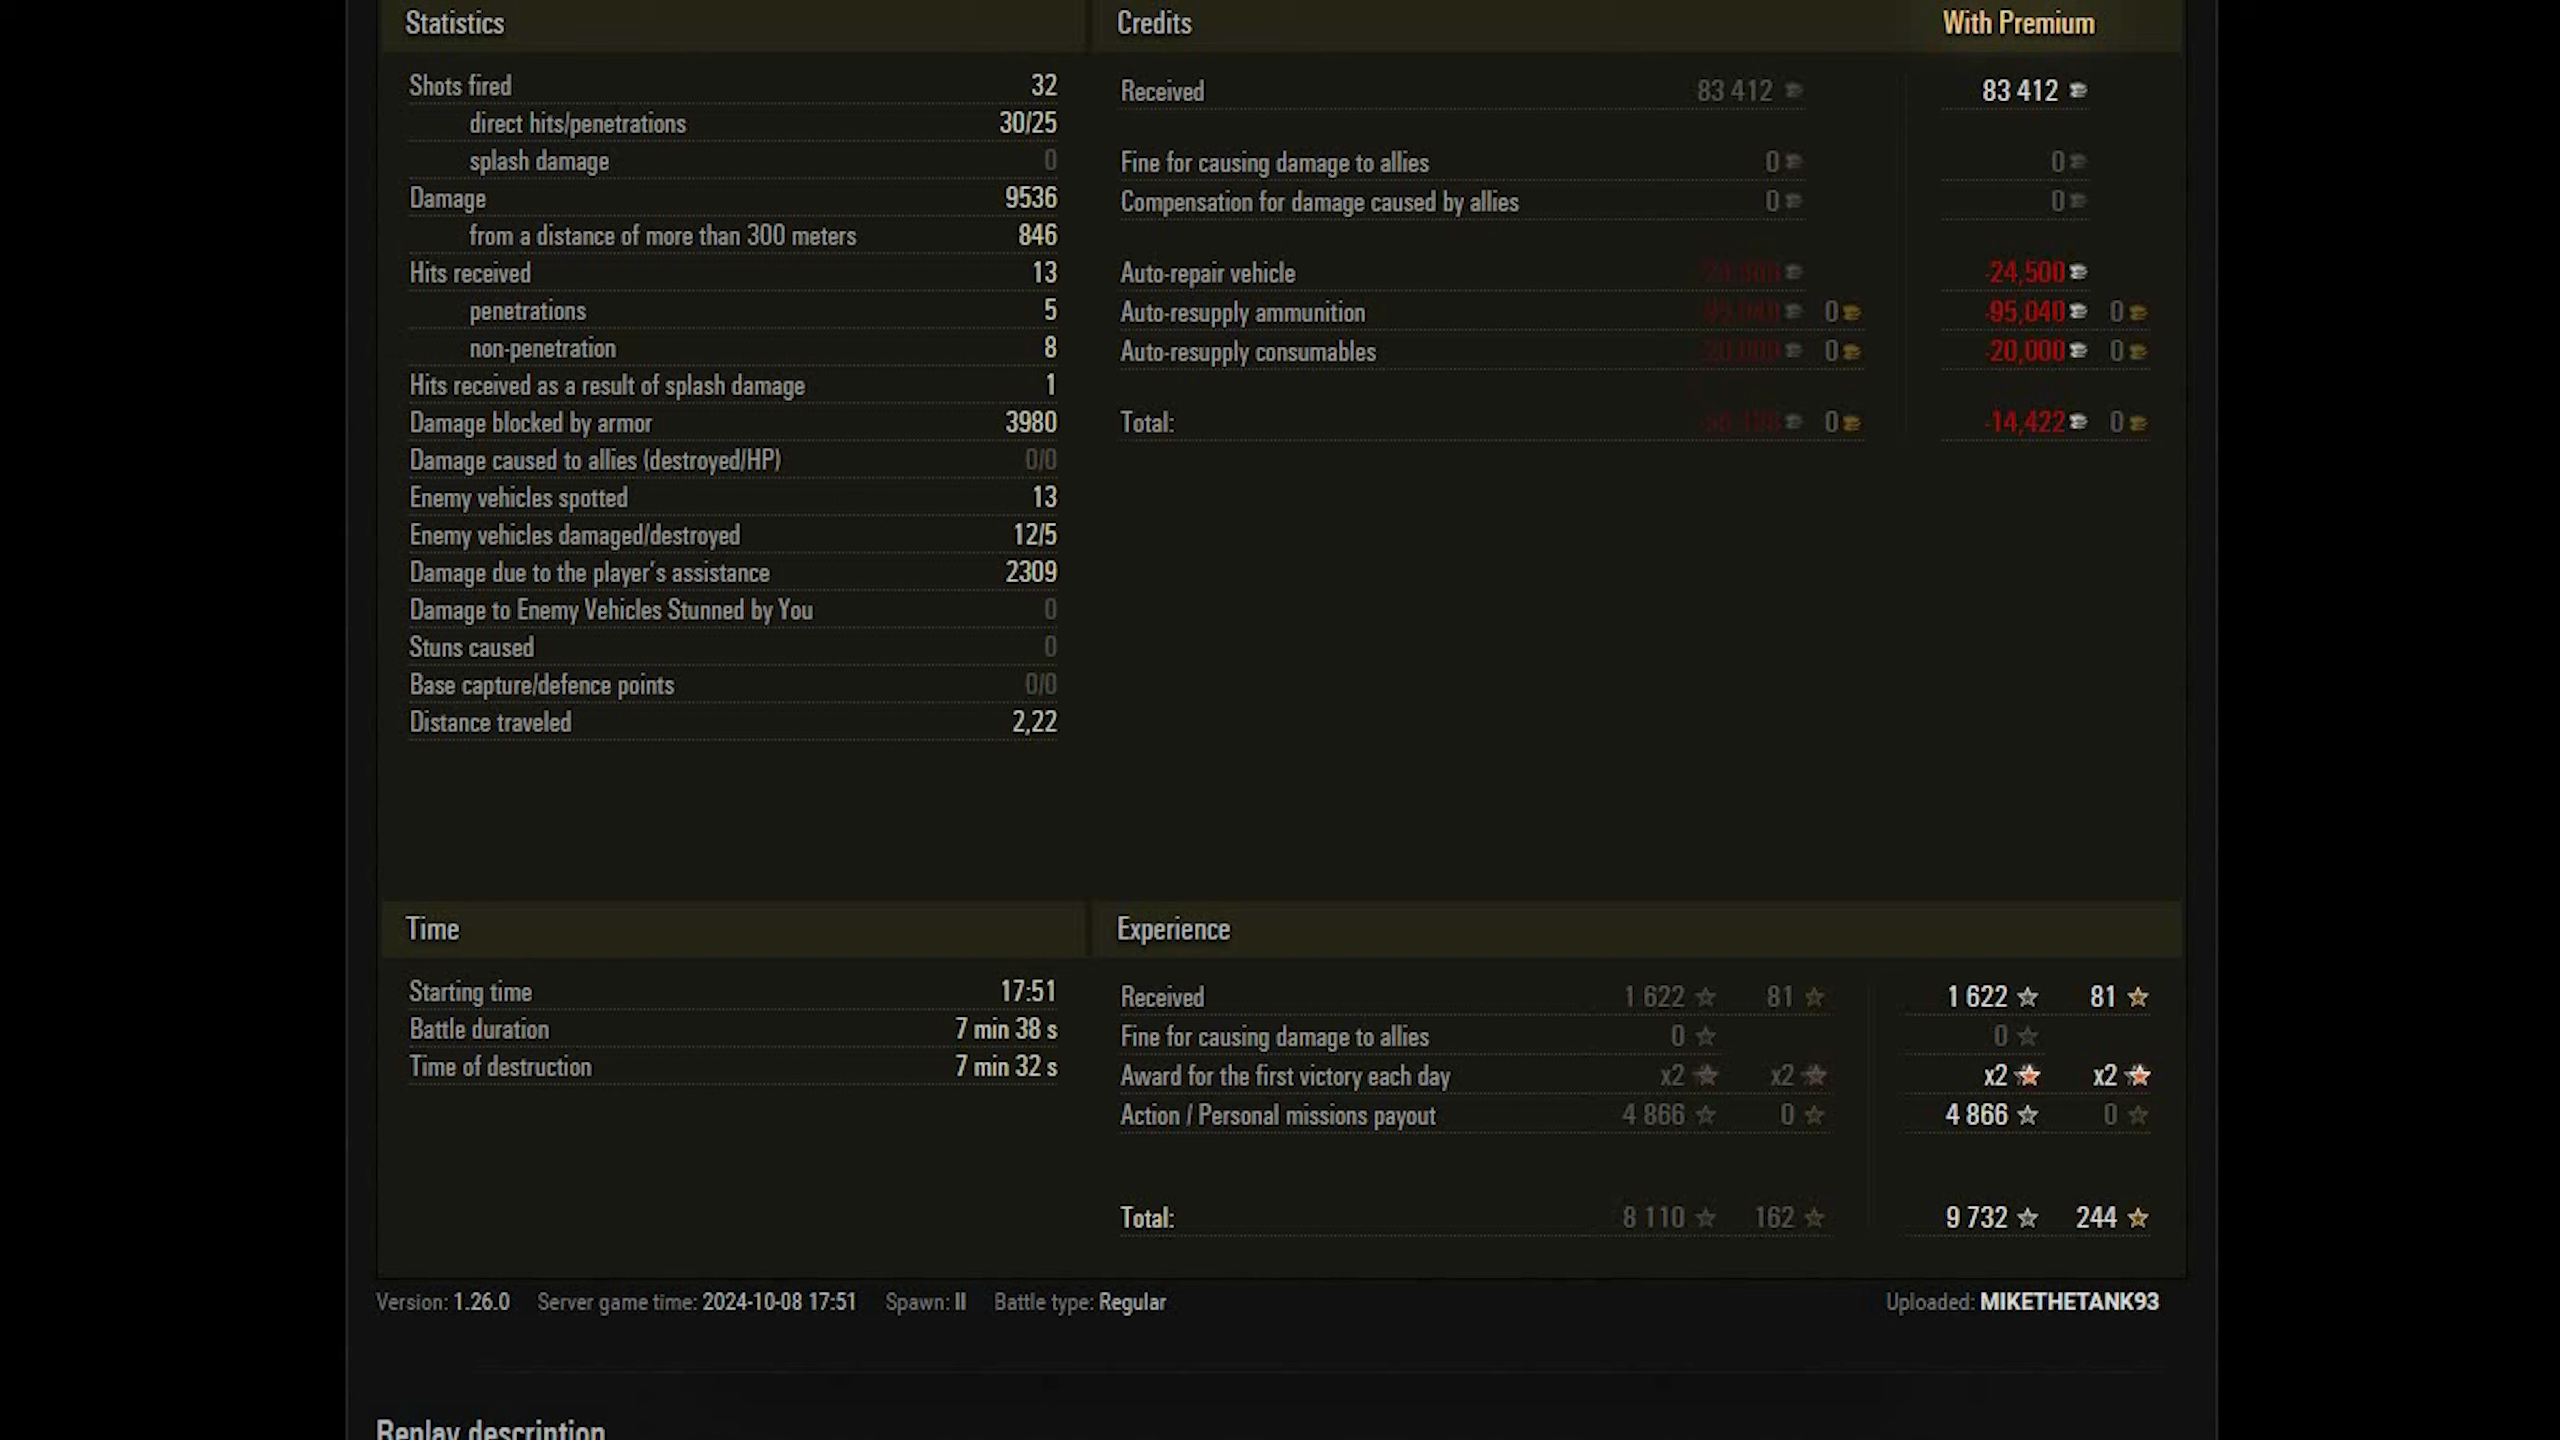 Statistics
Shots fired 32
direct hits/penetrations 30/25
splash damage 0
Damage 9536
from a distance of more than 300 meters 846
Hits received 13
penetrations 5
non-penetration 8
Hits received as a result of splash damage 1
Damage blocked by armor 3980
Damage caused to allies (destroyed/HP) 0/0
Enemy vehicles spotted 13
Enemy vehicles damaged/destroyed 12/5
Damage due to the player's assistance 2309
Damage to Enemy Vehicles Stunned by You 0
Stuns caused 0
Base capture/defence points 0/0
Distance traveled 2,22
Credits With Premium
Received 83 412 83 412
Fine for causing damage to allies 0 0
Compensation for damage caused by allies 0 0
Auto-repair vehicle -24,500
Auto-resupply ammunition 0 -95,040 0
Auto-resupply consumables -20,000 0 -20,000 0
Total: 0 -14,422 0
Time
Starting time 17:51
Battle duration 7 min 38 s
Time of destruction 7 min 32 s
Experience
Received 1 622 81 1 622 81
Fine for causing damage to allies 0 0
Award for the first victory each day x2 x2 x2 x2
Action / Personal missions payout 4 866 0 4 866 0
Total: 8 110 162 9 732 244
Version: 1.26.0 Server game time: 2024-10-08 17:51 Spawn: II Battle type: Regular Uploaded: MIKETHETANK93
Replay description